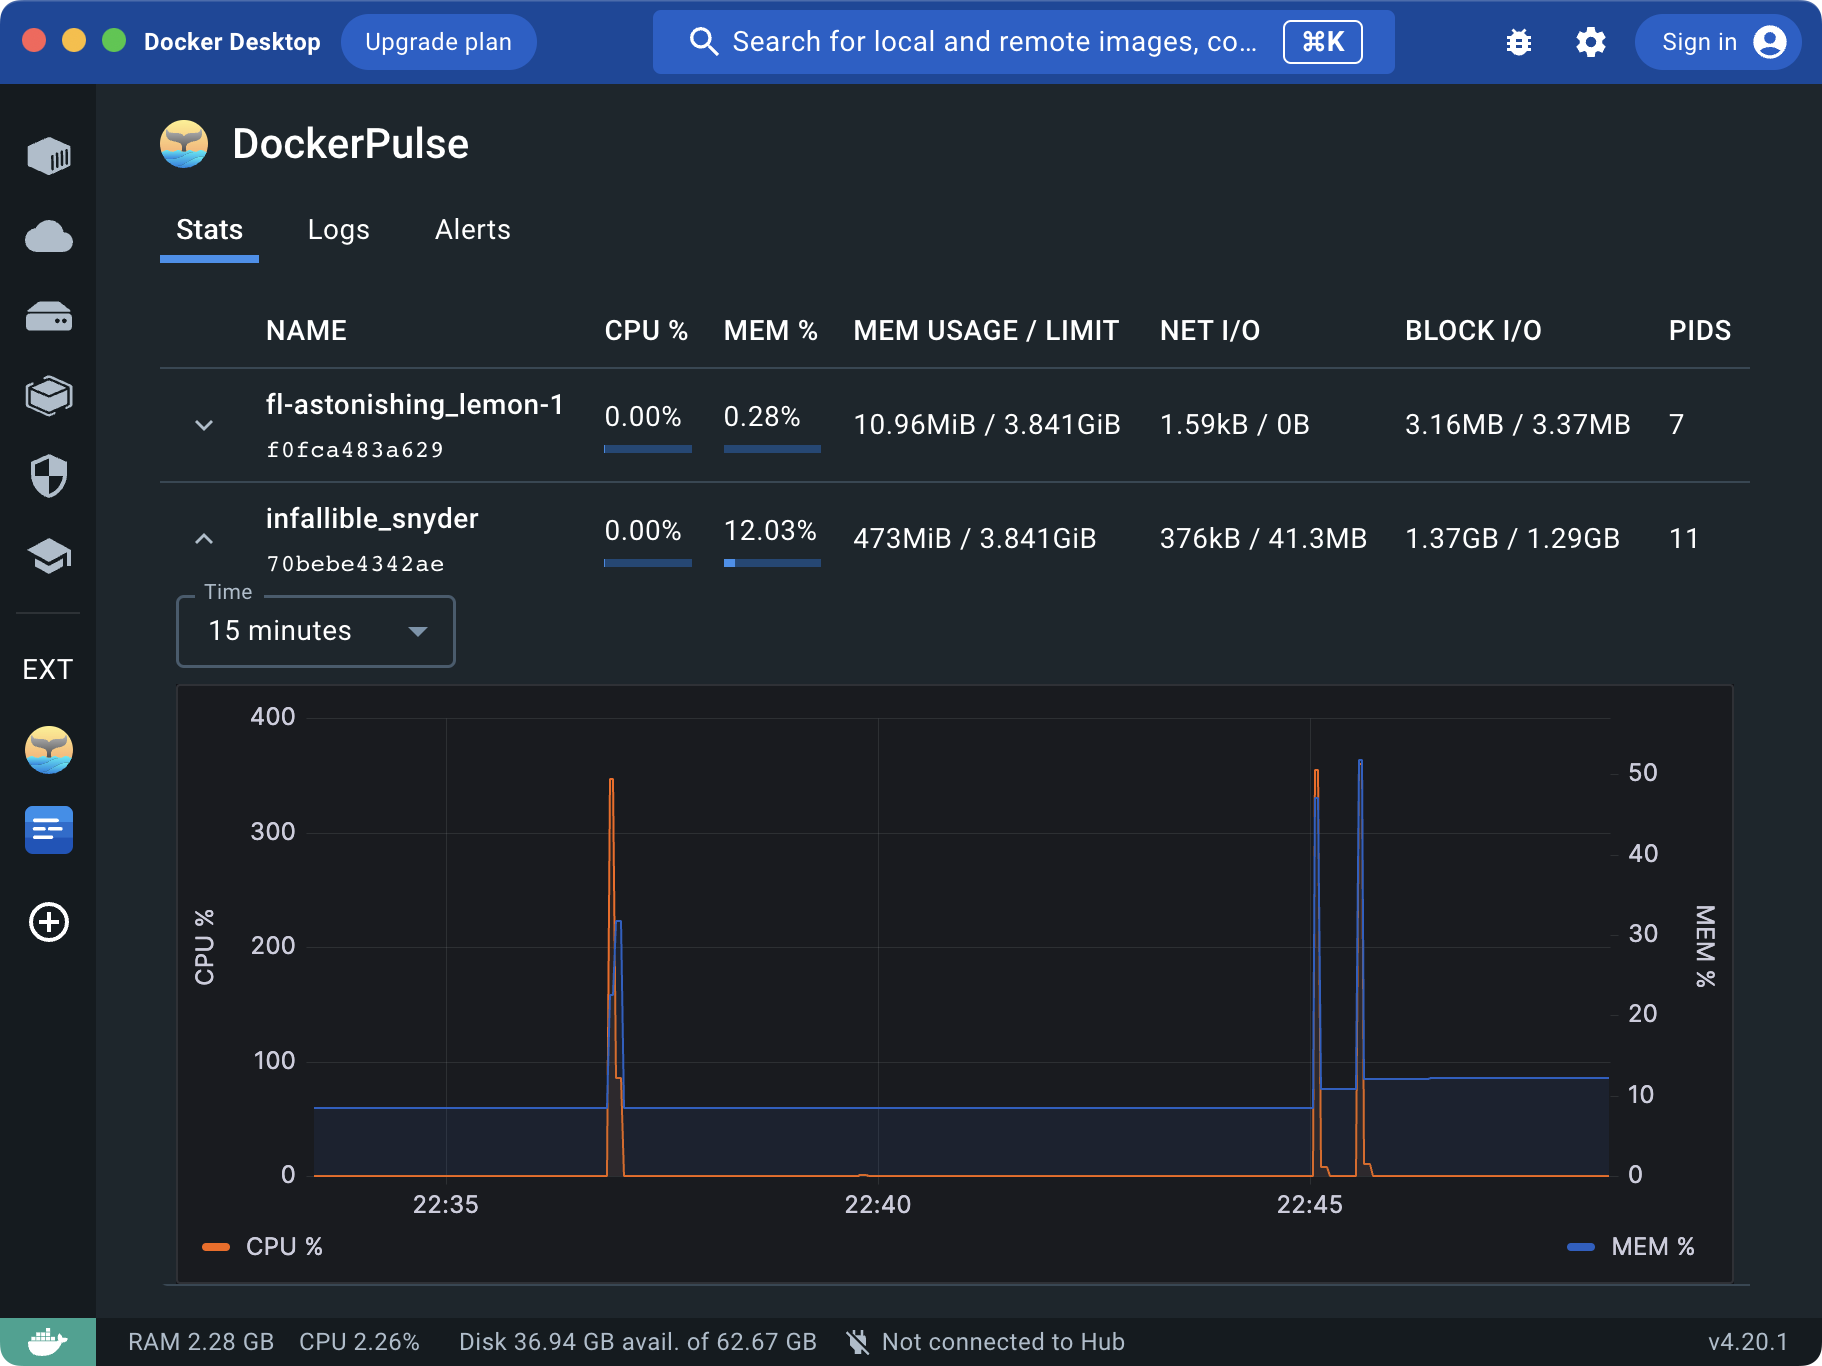 Docker Desktop
Upgrade plan
Search for local and remote images, co...
⌘K
Sign in
DockerPulse
Stats
Logs
Alerts
NAME CPU % MEM % MEM USAGE / LIMIT NET I/O BLOCK I/O PIDS
fl-astonishing_lemon-1
f0fca483a629
0.00% 0.28% 10.96MiB / 3.841GiB 1.59kB / 0B 3.16MB / 3.37MB 7
infallible_snyder
70bebe4342ae
0.00% 12.03% 473MiB / 3.841GiB 376kB / 41.3MB 1.37GB / 1.29GB 11
Time
15 minutes
EXT
400
300
200
100
0
CPU %
50
40
30
20
10
0
MEM %
22:35 22:40 22:45
CPU %
MEM %
RAM 2.28 GB CPU 2.26% Disk 36.94 GB avail. of 62.67 GB Not connected to Hub v4.20.1